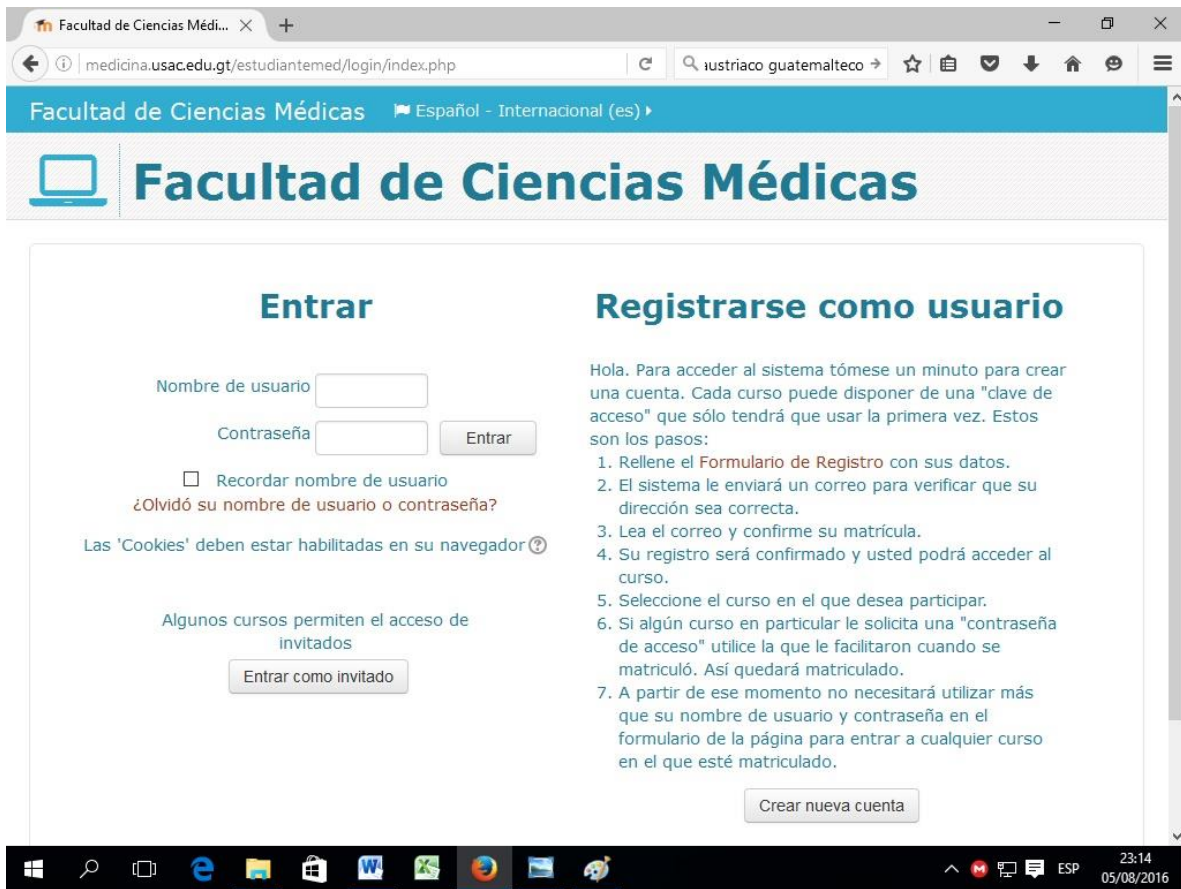 Facultad de Ciencias Médi...
medicina.usac.edu.gt/estudiantemed/login/index.php
austriaco guatemalteco
Facultad de Ciencias Médicas
Español - Internacional (es)
Facultad de Ciencias Médicas
Entrar
Nombre de usuario
Contraseña
Entrar
Recordar nombre de usuario
¿Olvidó su nombre de usuario o contraseña?
Las 'Cookies' deben estar habilitadas en su navegador
Algunos cursos permiten el acceso de
invitados
Entrar como invitado
Registrarse como usuario
Hola. Para acceder al sistema tómese un minuto para crear
una cuenta. Cada curso puede disponer de una "clave de
acceso" que sólo tendrá que usar la primera vez. Estos
son los pasos:
1. Rellene el Formulario de Registro con sus datos.
2. El sistema le enviará un correo para verificar que su
dirección sea correcta.
3. Lea el correo y confirme su matrícula.
4. Su registro será confirmado y usted podrá acceder al
curso.
5. Seleccione el curso en el que desea participar.
6. Si algún curso en particular le solicita una "contraseña
de acceso" utilice la que le facilitaron cuando se
matriculó. Así quedará matriculado.
7. A partir de ese momento no necesitará utilizar más
que su nombre de usuario y contraseña en el
formulario de la página para entrar a cualquier curso
en el que esté matriculado.
Crear nueva cuenta
ESP
23:14
05/08/2016